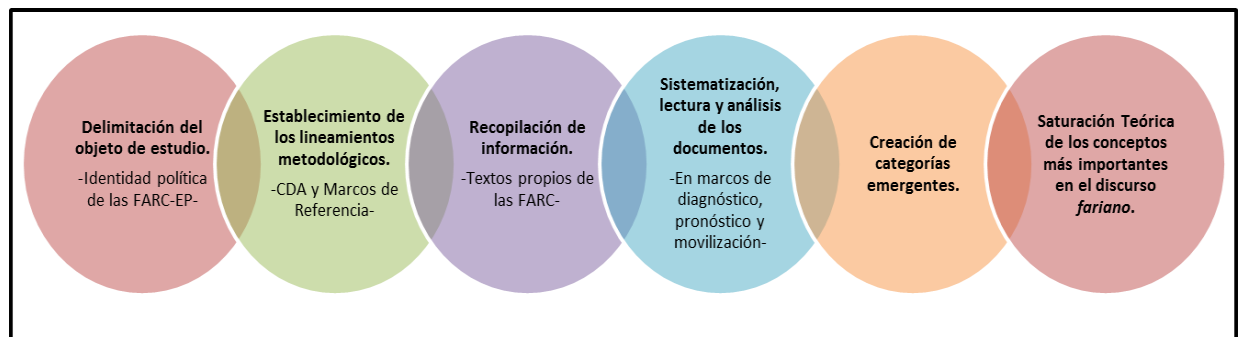 Delimitación del
objeto de estudio.
-Identidad política
de las FARC-EP-
Establecimiento de
los lineamientos
metodológicos.
-CDA y Marcos de
Referencia-
Recopilación de
información.
-Textos propios de
las FARC-
Sistematización,
lectura y análisis
de los
documentos.
-En marcos de
diagnóstico,
pronóstico y
movilización-
Creación de
categorías
emergentes.
Saturación Teórica
de los conceptos
más importantes
en el discurso
fariano.